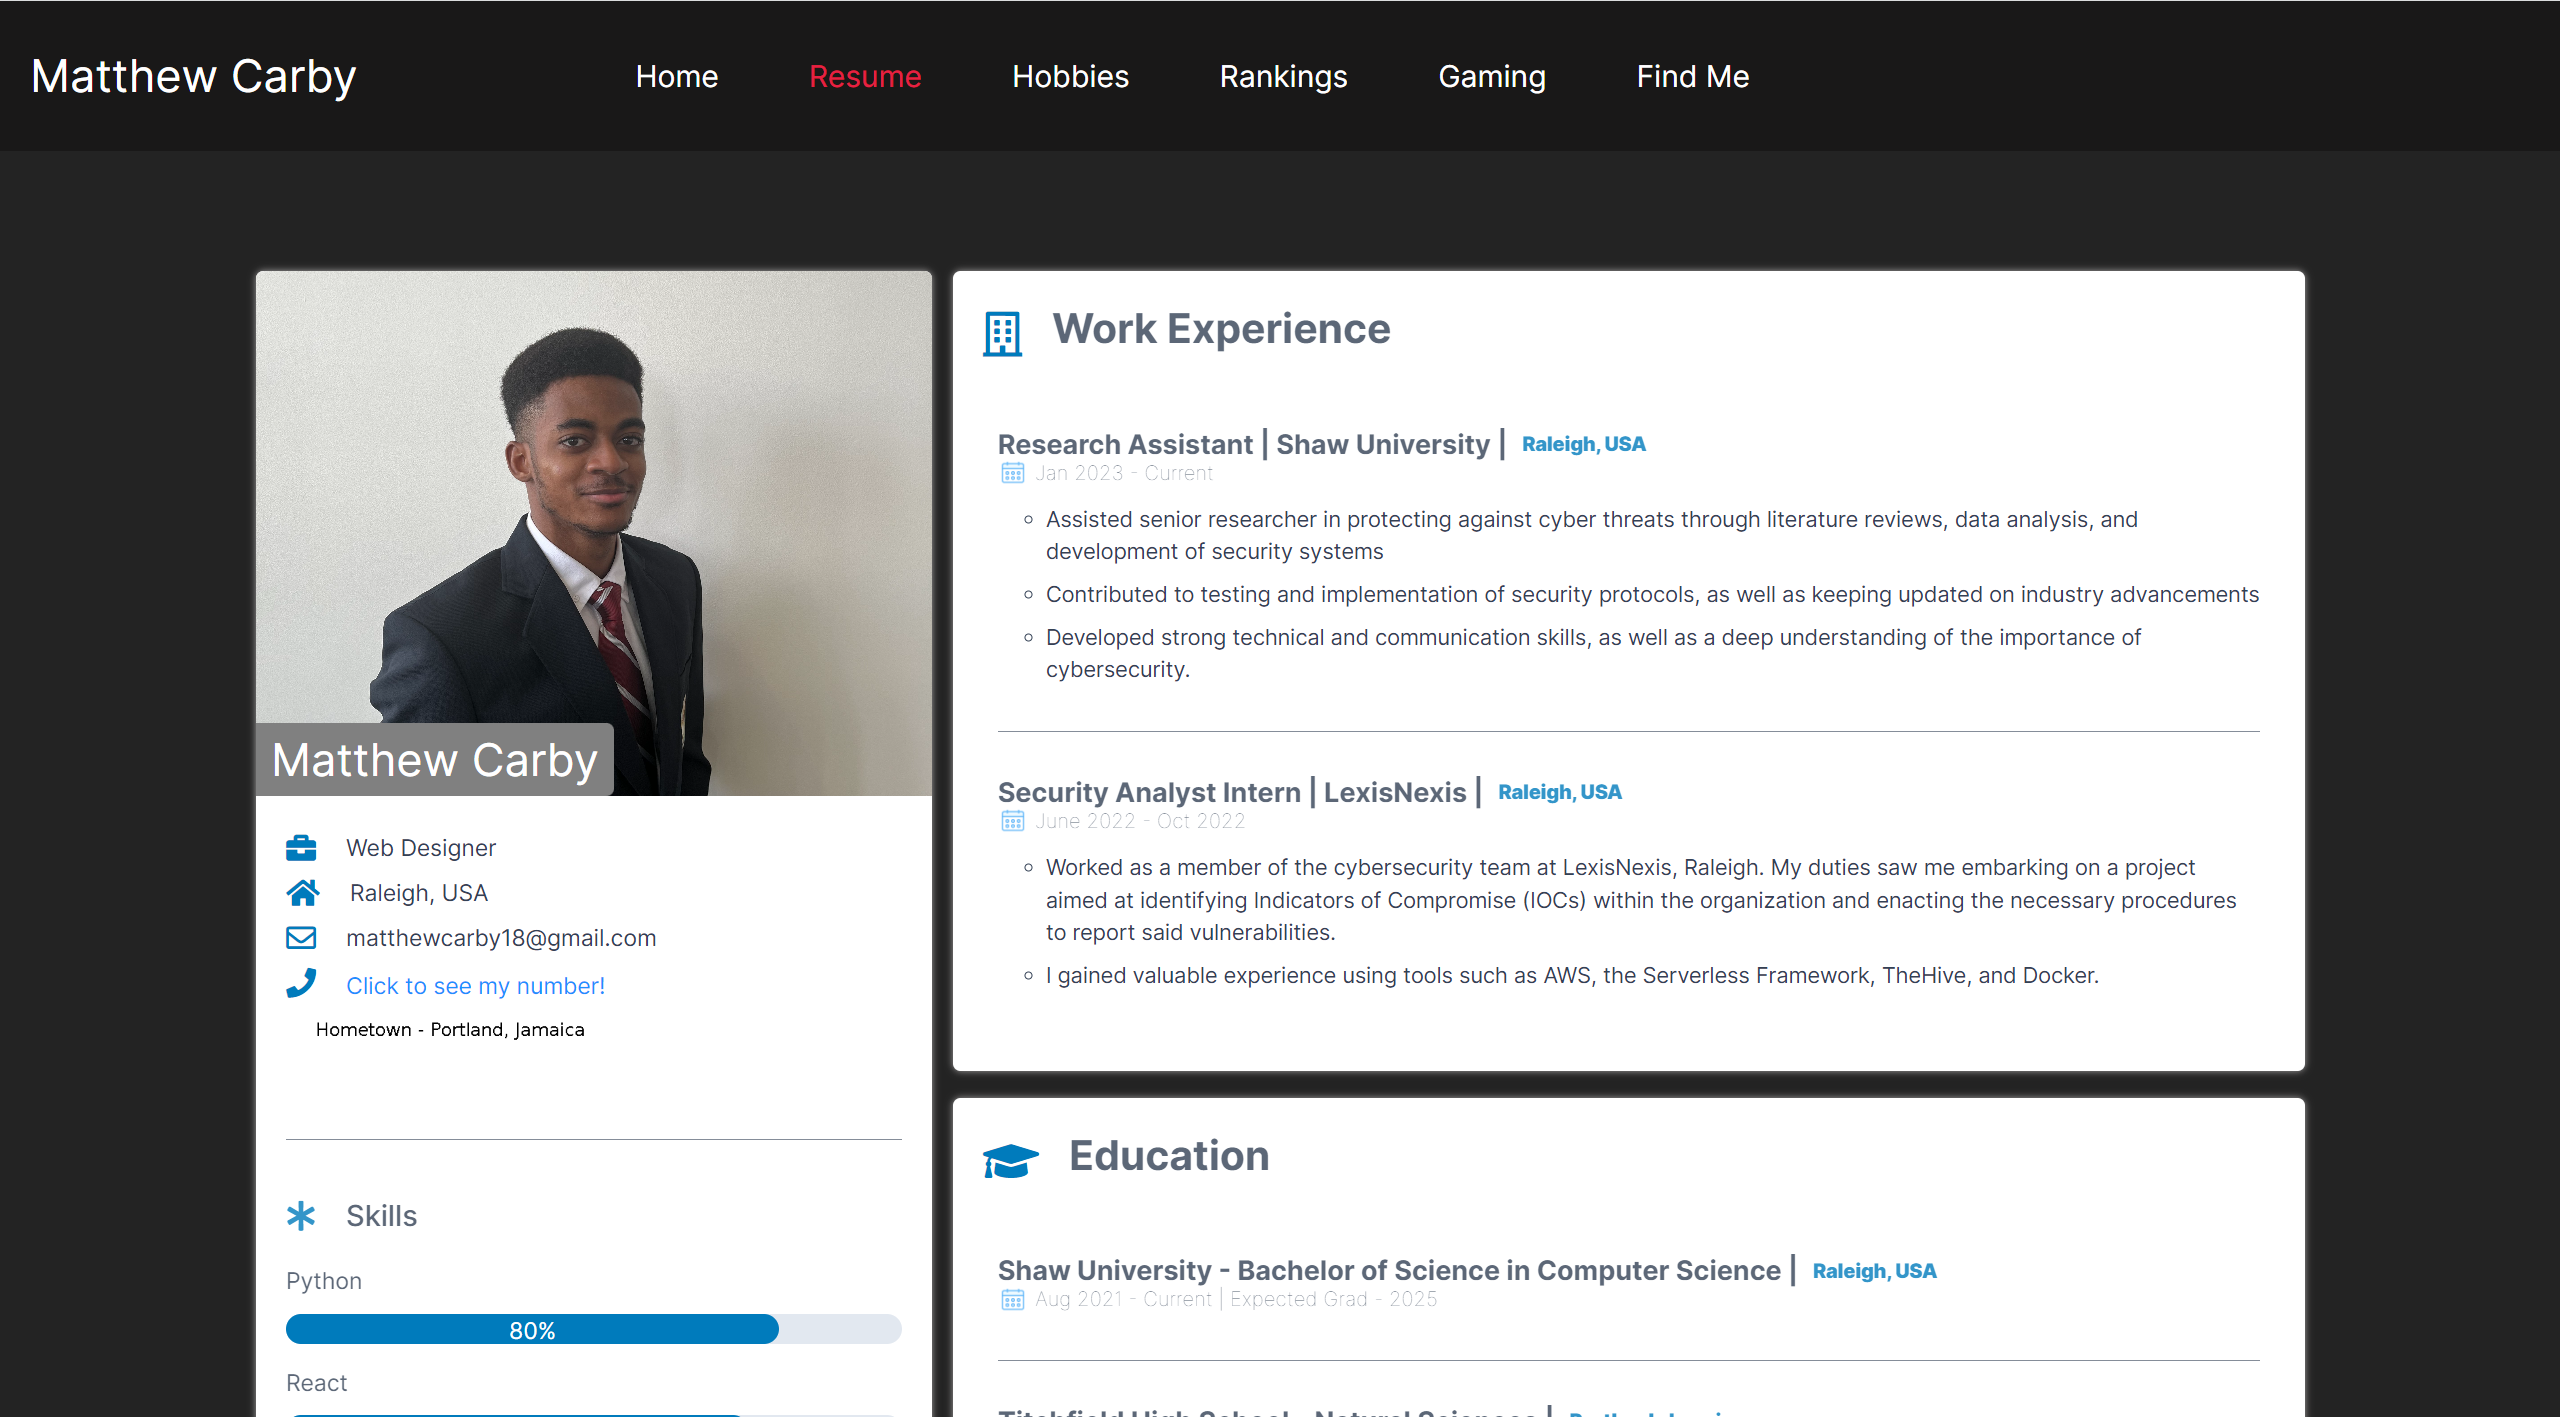 Matthew Carby
Home Resume Hobbies Rankings Gaming Find Me
Matthew Carby
Web Designer
Raleigh, USA
matthewcarby18@gmail.com
Click to see my number!
Hometown - Portland, Jamaica
Skills
Python
80%
React
Work Experience
Research Assistant | Shaw University | Raleigh, USA
Jan 2023 - Current
Assisted senior researcher in protecting against cyber threats through literature reviews, data analysis, and
development of security systems
Contributed to testing and implementation of security protocols, as well as keeping updated on industry advancements
Developed strong technical and communication skills, as well as a deep understanding of the importance of
cybersecurity.
Security Analyst Intern | LexisNexis | Raleigh, USA
June 2022 - Oct 2022
Worked as a member of the cybersecurity team at LexisNexis, Raleigh. My duties saw me embarking on a project
aimed at identifying Indicators of Compromise (IOCs) within the organization and enacting the necessary procedures
to report said vulnerabilities.
I gained valuable experience using tools such as AWS, the Serverless Framework, TheHive, and Docker.
Education
Shaw University - Bachelor of Science in Computer Science | Raleigh, USA
Aug 2021 - Current | Expected Grad - 2025
Titchfield High School - Natural Sciences |